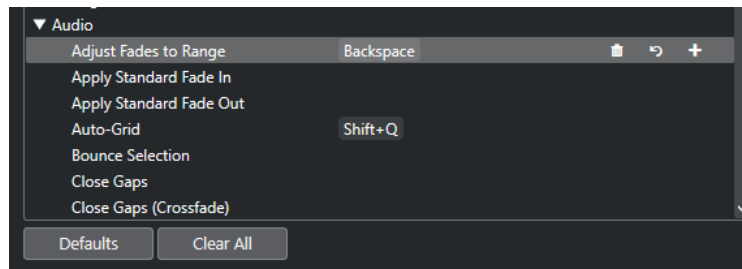 Audio
Adjust Fades to Range Backspace
Apply Standard Fade In
Apply Standard Fade Out
Auto-Grid Shift+Q
Bounce Selection
Close Gaps
Close Gaps (Crossfade)
Defaults Clear All